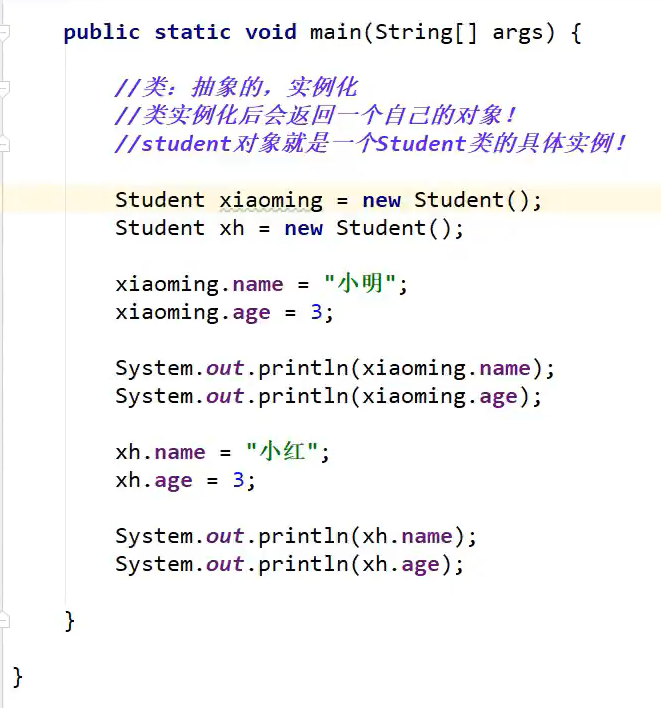 public static void main(String[] args) {
//类：抽象的，实例化
//类实例化后会返回一个自己的对象！
//student对象就是一个Student类的具体实例！
Student xiaoming = new Student();
Student xh = new Student();
xiaoming.name = "小明";
xiaoming.age = 3;
System.out.println(xiaoming.name);
System.out.println(xiaoming.age);
xh.name = "小红";
xh.age = 3;
System.out.println(xh.name);
System.out.println(xh.age);
}
}